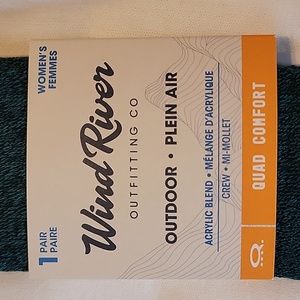 WOMEN'S
FEMMES
1 PAIR
PAIRE
Wind River
OUTFITTING CO
OUTDOOR • PLEIN AIR
ACRYLIC BLEND • MÉLANGE D'ACRYLIQUE
CREW • MI-MOLLET
QUAD COMFORT